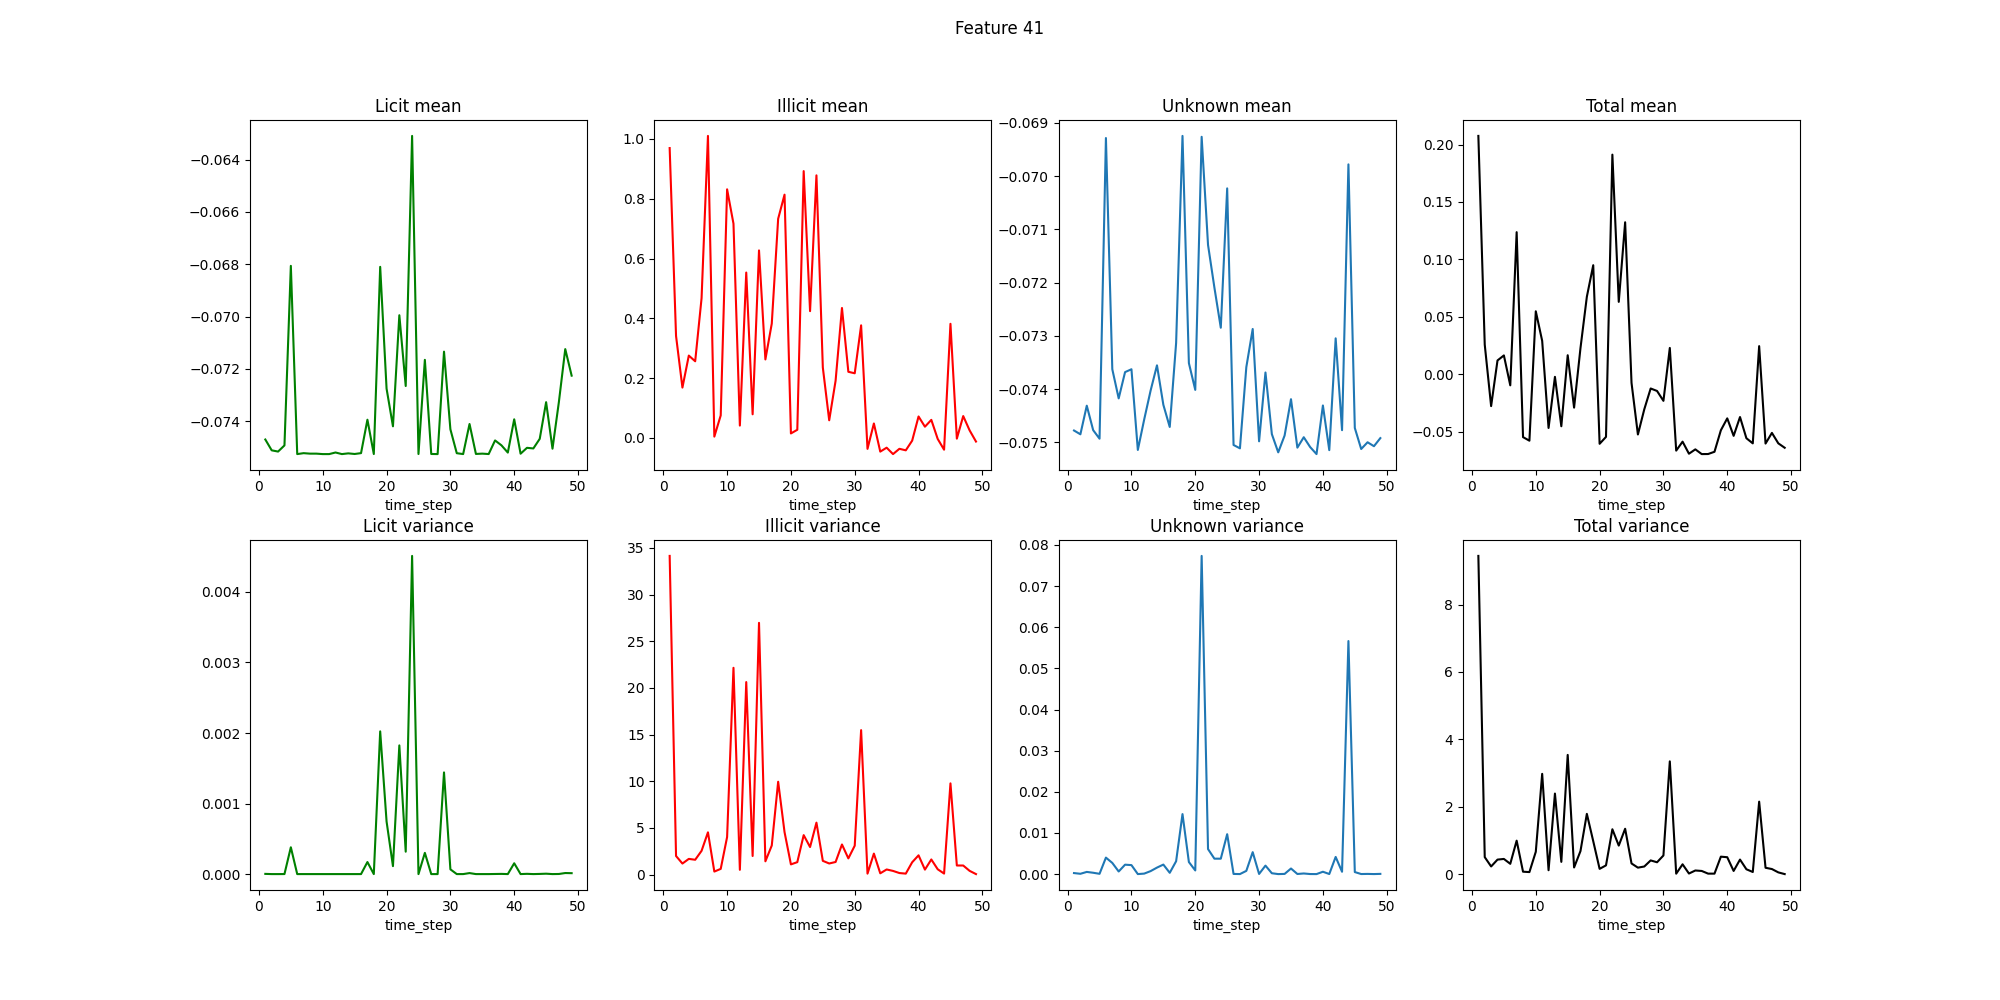 Feature 41
Licit mean
Illicit mean
Unknown mean
Total mean
−0.064
−0.066
−0.068
−0.070
−0.072
−0.074
0 10 20 30 40 50
time_step
1.0
0.8
0.6
0.4
0.2
0.0
0 10 20 30 40 50
time_step
−0.069
−0.070
−0.071
−0.072
−0.073
−0.074
−0.075
0 10 20 30 40 50
time_step
0.20
0.15
0.10
0.05
0.00
−0.05
0 10 20 30 40 50
time_step
Licit variance
Illicit variance
Unknown variance
Total variance
0.004
0.003
0.002
0.001
0.000
0 10 20 30 40 50
time_step
35
30
25
20
15
10
5
0
0 10 20 30 40 50
time_step
0.08
0.07
0.06
0.05
0.04
0.03
0.02
0.01
0.00
0 10 20 30 40 50
time_step
8
6
4
2
0
0 10 20 30 40 50
time_step